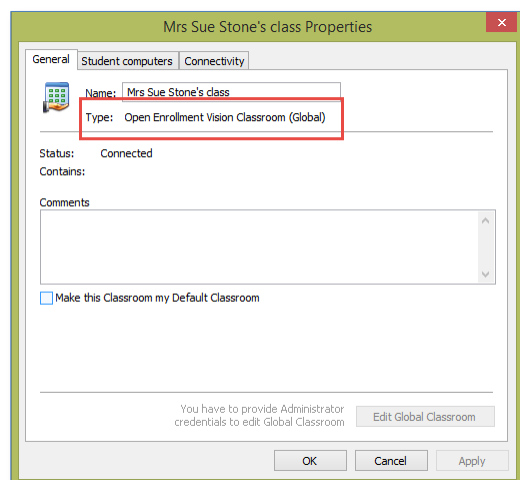 Mrs Sue Stone's class Properties
General Student computers Connectivity
Name: Mrs Sue Stone's class
Type: Open Enrollment Vision Classroom (Global)
Status: Connected
Contains:
Comments
Make this Classroom my Default Classroom
You have to provide Administrator
credentials to edit Global Classroom
Edit Global Classroom
OK Cancel Apply